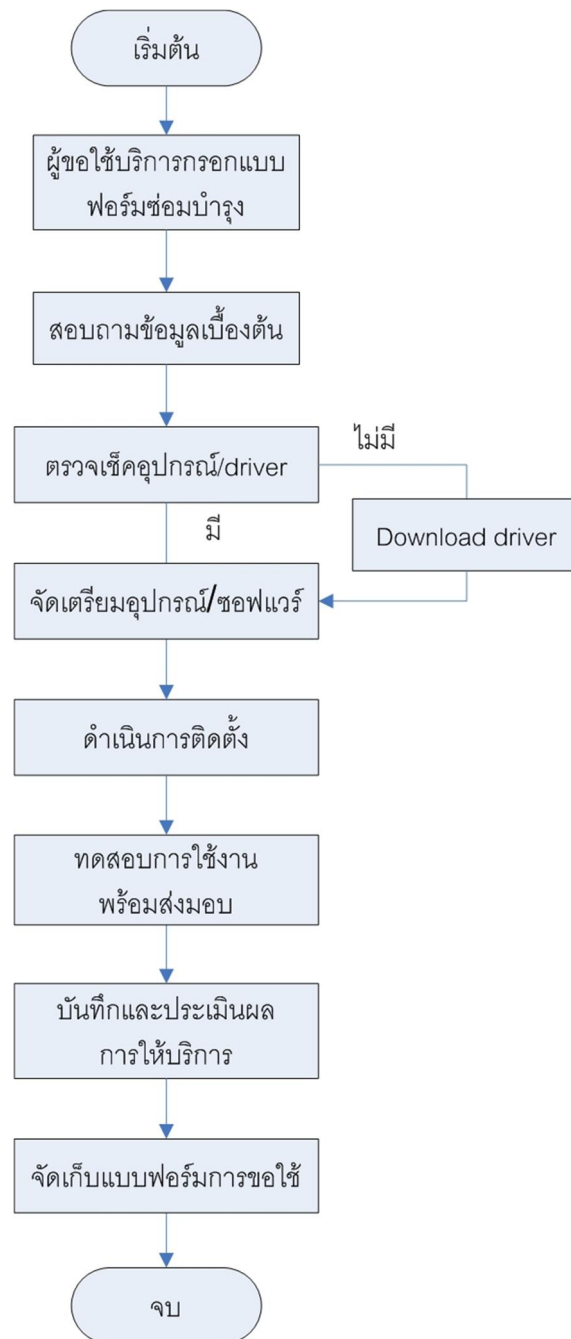 เริ่มต้น
ผู้ขอใช้บริการกรอกแบบ
ฟอร์มซ่อมบำรุง
สอบถามข้อมูลเบื้องต้น
ตรวจเช็คอุปกรณ์/driver
ไม่มี
มี
Download driver
จัดเตรียมอุปกรณ์/ซอฟแวร์
ดำเนินการติดตั้ง
ทดสอบการใช้งาน
พร้อมส่งมอบ
บันทึกและประเมินผล
การให้บริการ
จัดเก็บแบบฟอร์มการขอใช้
จบ